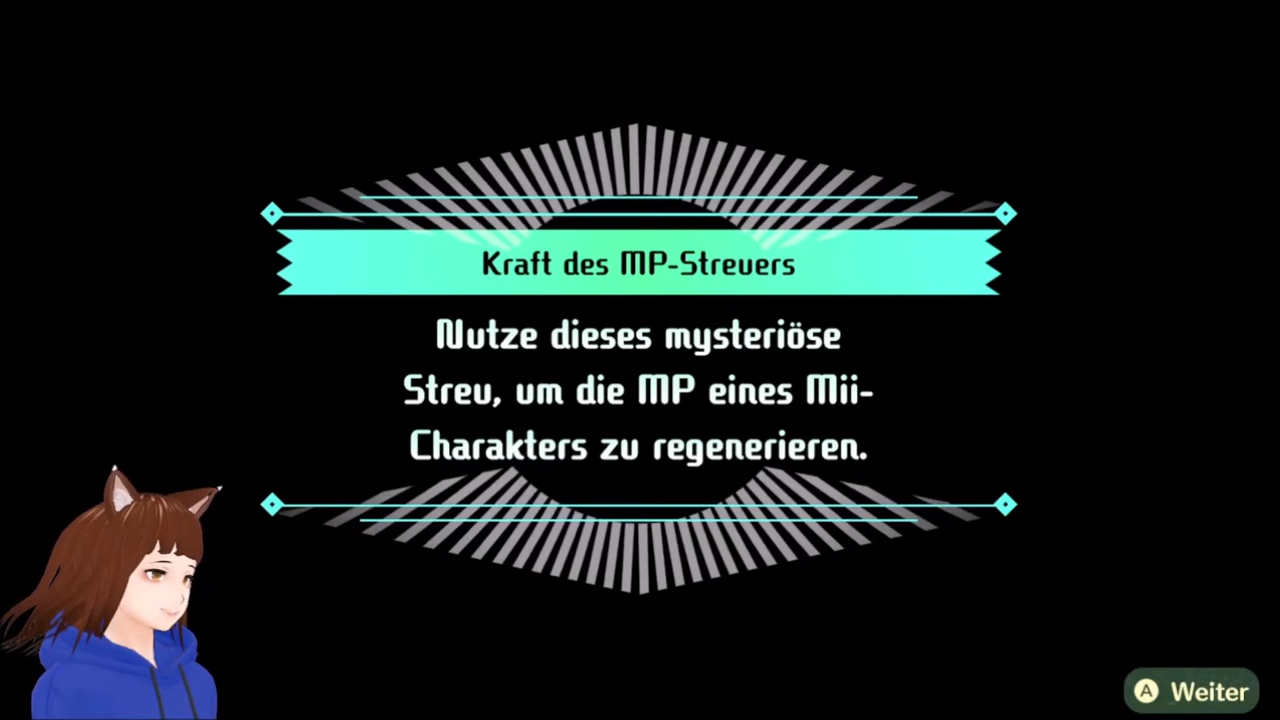 Kraft des MP-Streuers
Nutze dieses mysteriöse
Streu, um die MP eines Mii-
Charakters zu regenerieren.
A Weiter